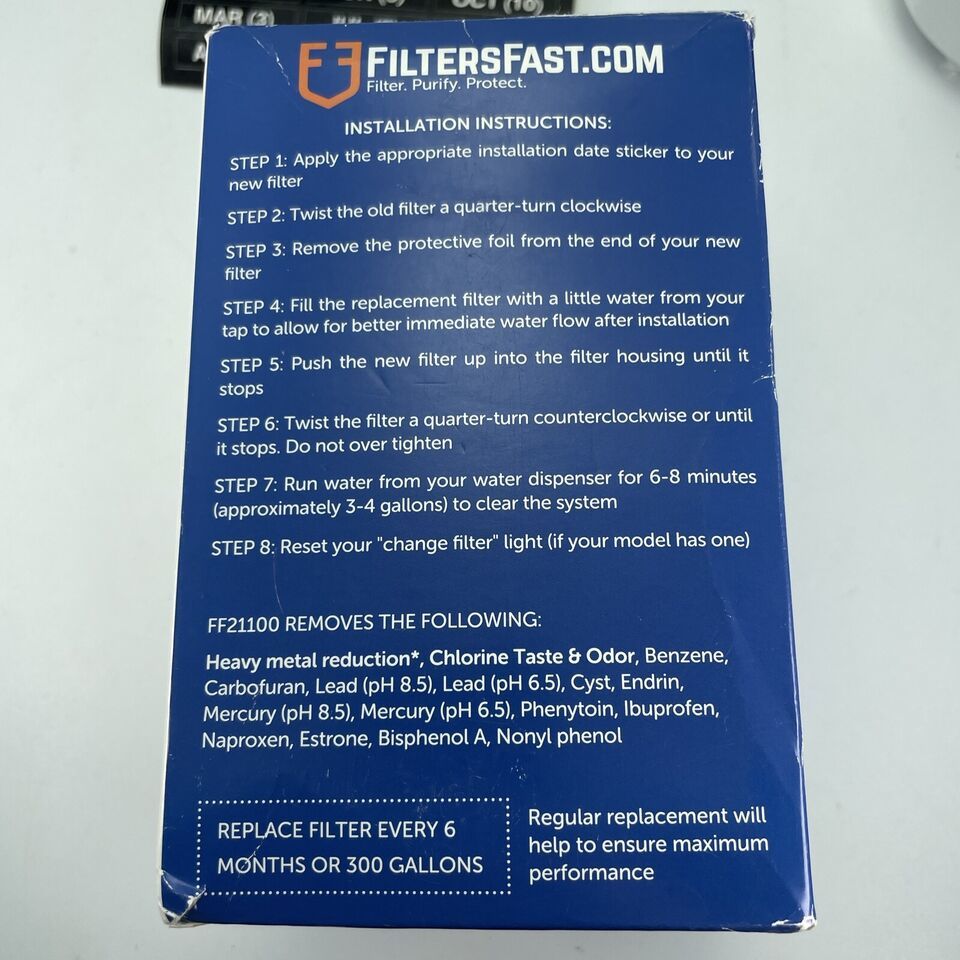 MAR (3)
OCT (10)
FILTERSFAST.COM
Filter. Purify. Protect.
INSTALLATION INSTRUCTIONS:
STEP 1: Apply the appropriate installation date sticker to your
new filter
STEP 2: Twist the old filter a quarter-turn clockwise
STEP 3: Remove the protective foil from the end of your new
filter
STEP 4: Fill the replacement filter with a little water from your
tap to allow for better immediate water flow after installation
STEP 5: Push the new filter up into the filter housing until it
stops
STEP 6: Twist the filter a quarter-turn counterclockwise or until
it stops. Do not over tighten
STEP 7: Run water from your water dispenser for 6-8 minutes
(approximately 3-4 gallons) to clear the system
STEP 8: Reset your "change filter" light (if your model has one)
FF21100 REMOVES THE FOLLOWING:
Heavy metal reduction*, Chlorine Taste & Odor, Benzene,
Carbofuran, Lead (pH 8.5), Lead (pH 6.5), Cyst, Endrin,
Mercury (pH 8.5), Mercury (pH 6.5), Phenytoin, Ibuprofen,
Naproxen, Estrone, Bisphenol A, Nonyl phenol
REPLACE FILTER EVERY 6
MONTHS OR 300 GALLONS
Regular replacement will
help to ensure maximum
performance